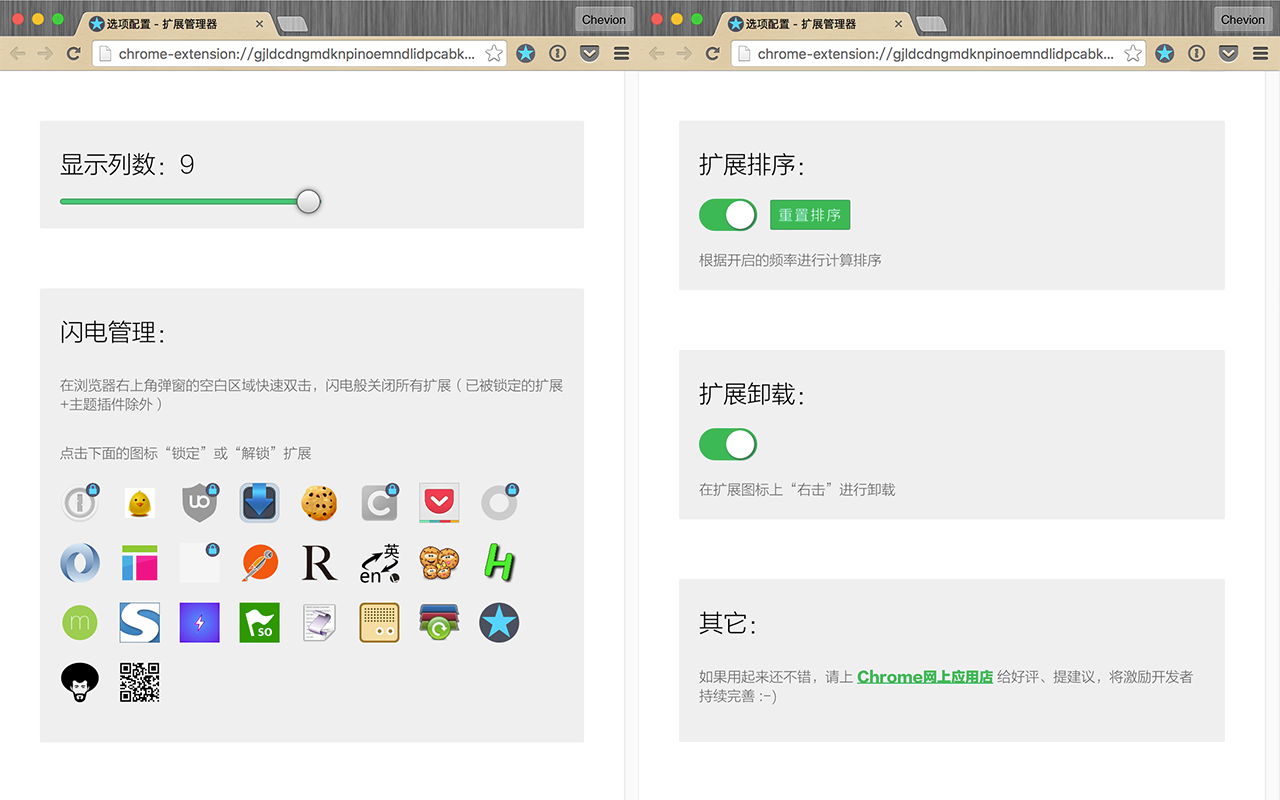 选项配置 - 扩展管理器
Chevion
chrome-extension://gjldcdngmdknpinoemndlidpcabk...
显示列数：9
闪电管理：
在浏览器右上角弹窗的空白区域快速双击，闪电般关闭所有扩展（已被锁定的扩展
+主题插件除外）
点击下面的图标“锁定”或“解锁”扩展
uo
C
R
英
en
H
m
S
so
选项配置 - 扩展管理器
Chevion
chrome-extension://gjldcdngmdknpinoemndlidpcabk...
扩展排序：
重置排序
根据开启的频率进行计算排序
扩展卸载：
在扩展图标上“右击”进行卸载
其它：
如果用起来还不错，请上 Chrome网上应用店 给好评、提建议，将激励开发者
持续完善 :-)